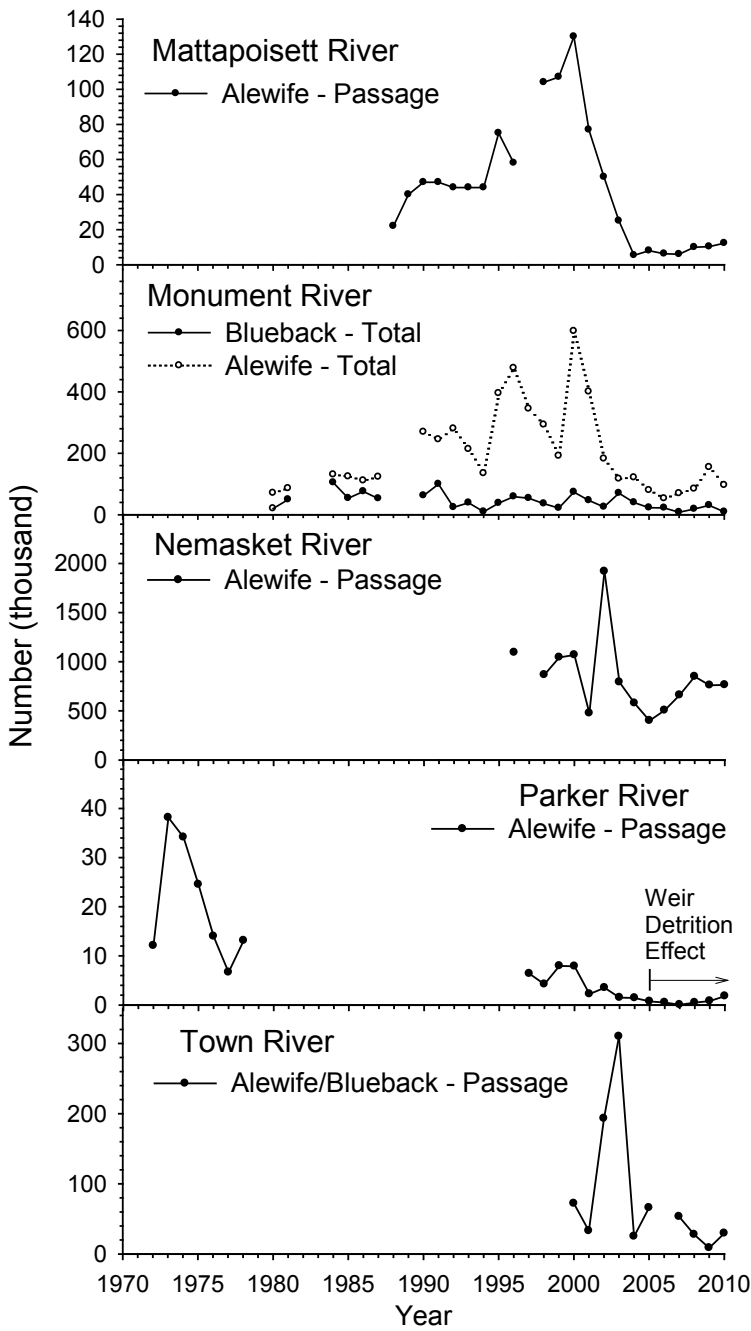 Number (thousand)
140
120
100
80
60
40
20
0
Mattapoisett River
Alewife - Passage
600
400
200
0
Monument River
Blueback - Total
Alewife - Total
2000
1500
1000
500
0
Nemasket River
Alewife - Passage
40
30
20
10
0
Parker River
Alewife - Passage
Weir
Detrition
Effect
300
200
100
0
Town River
Alewife/Blueback - Passage
1970 1975 1980 1985 1990 1995 2000 2005 2010
Year